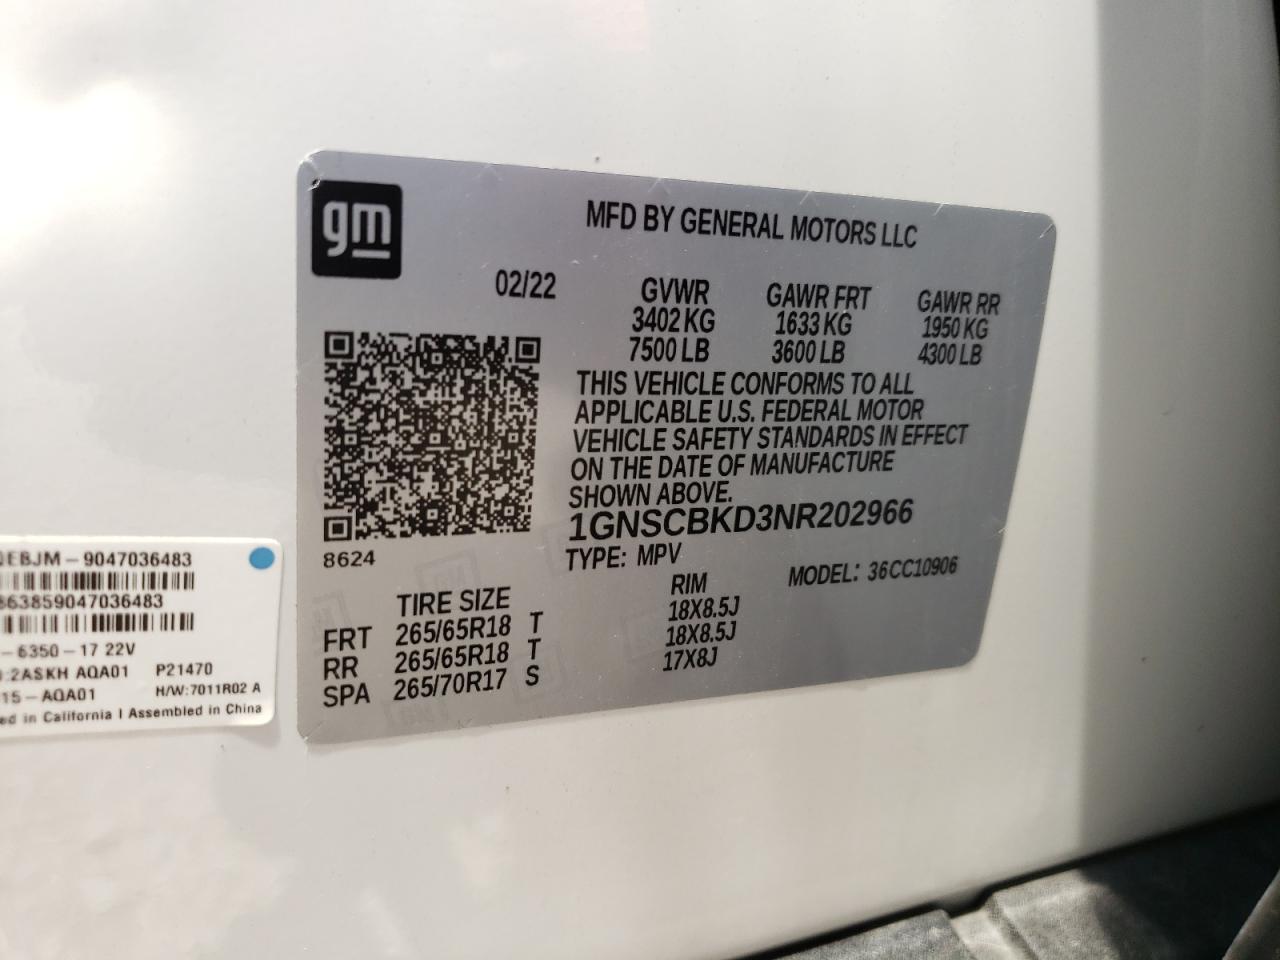 gm
MFD BY GENERAL MOTORS LLC
02/22
GVWR GAWR FRT GAWR RR
3402 KG 1633 KG 1950 KG
7500 LB 3600 LB 4300 LB
THIS VEHICLE CONFORMS TO ALL
APPLICABLE U.S. FEDERAL MOTOR
VEHICLE SAFETY STANDARDS IN EFFECT
ON THE DATE OF MANUFACTURE
SHOWN ABOVE.
1GNSCBKD3NR202966
8624
TYPE: MPV MODEL: 36CC10906
TIRE SIZE RIM
FRT 265/65R18 T 18X8.5J
RR 265/65R18 T 18X8.5J
SPA 265/70R17 S 17X8J
EBJM-9047036483
63859047036483
-6350-17 22V
:2ASKH AQA01 P21470
15-AQA01 H/W:7011R02 A
in California I Assembled in China